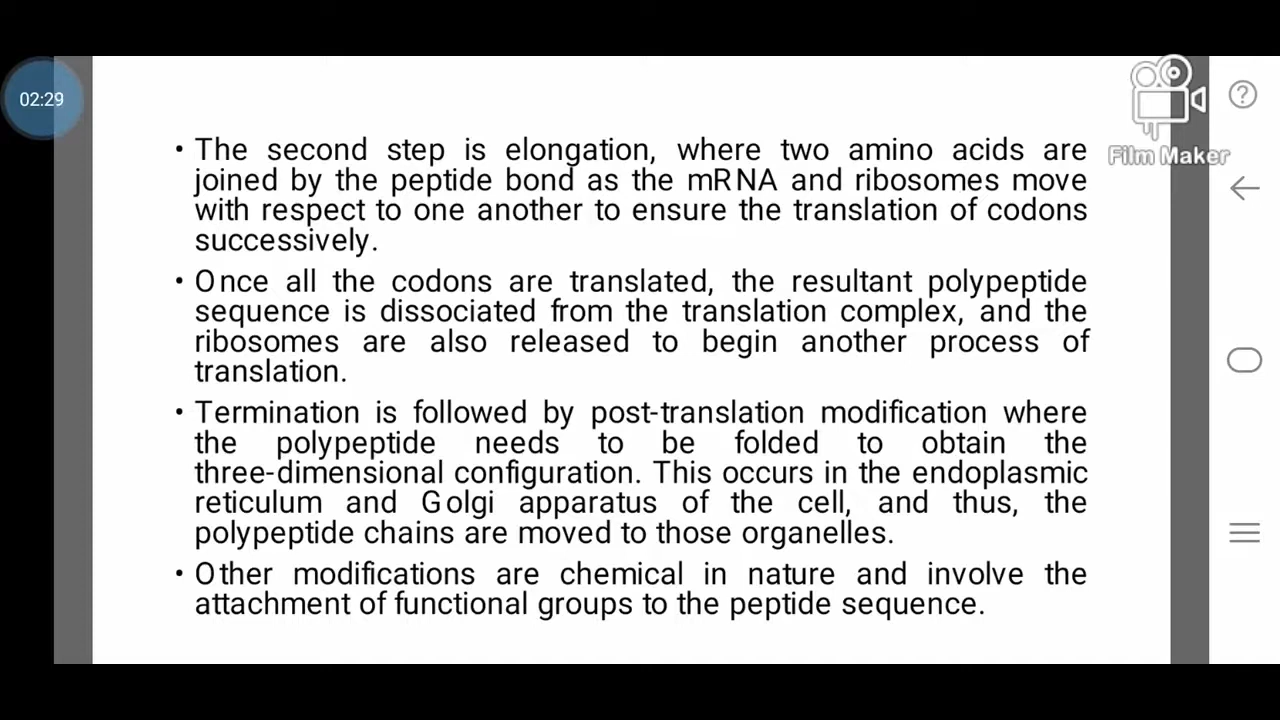 02:29
Film Maker
• The second step is elongation, where two amino acids are
joined by the peptide bond as the mRNA and ribosomes move
with respect to one another to ensure the translation of codons
successively.
• Once all the codons are translated, the resultant polypeptide
sequence is dissociated from the translation complex, and the
ribosomes are also released to begin another process of
translation.
• Termination is followed by post-translation modification where
the polypeptide needs to be folded to obtain the
three-dimensional configuration. This occurs in the endoplasmic
reticulum and Golgi apparatus of the cell, and thus, the
polypeptide chains are moved to those organelles.
• Other modifications are chemical in nature and involve the
attachment of functional groups to the peptide sequence.